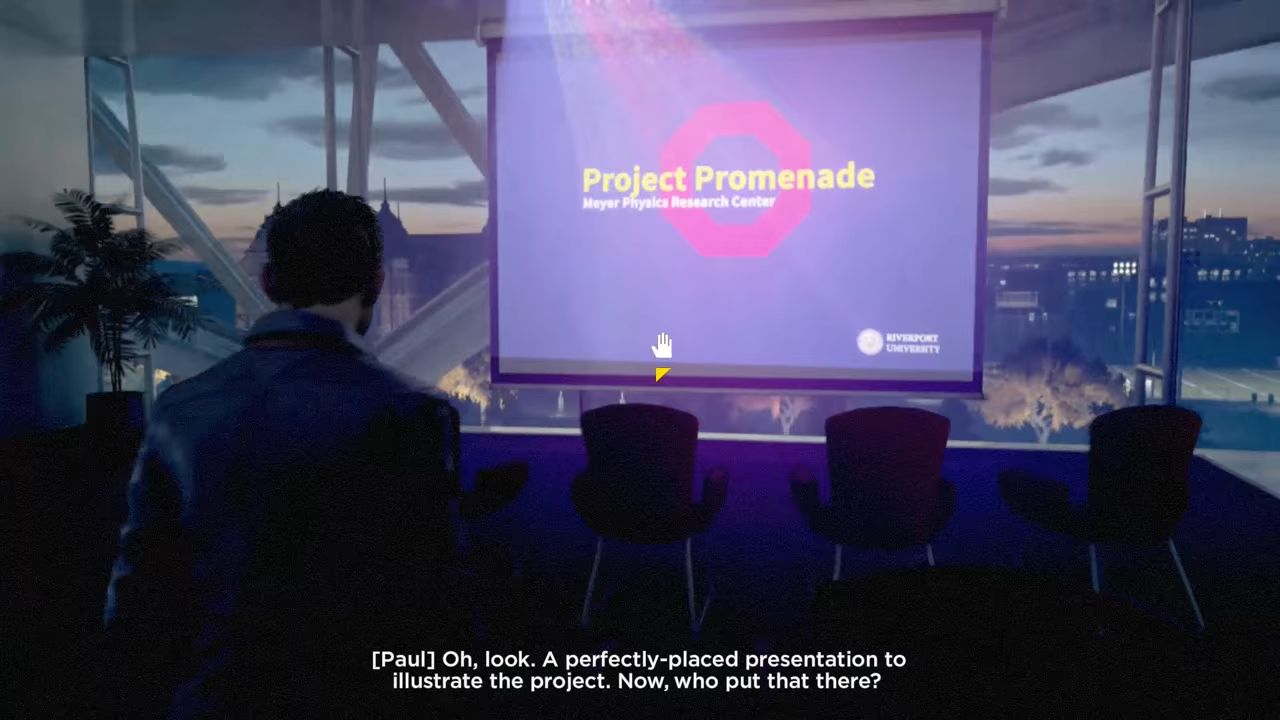 Project Promenade
Meyer Physics Research Center
RIVERPORT
UNIVERSITY
[Paul] Oh, look. A perfectly-placed presentation to
illustrate the project. Now, who put that there?